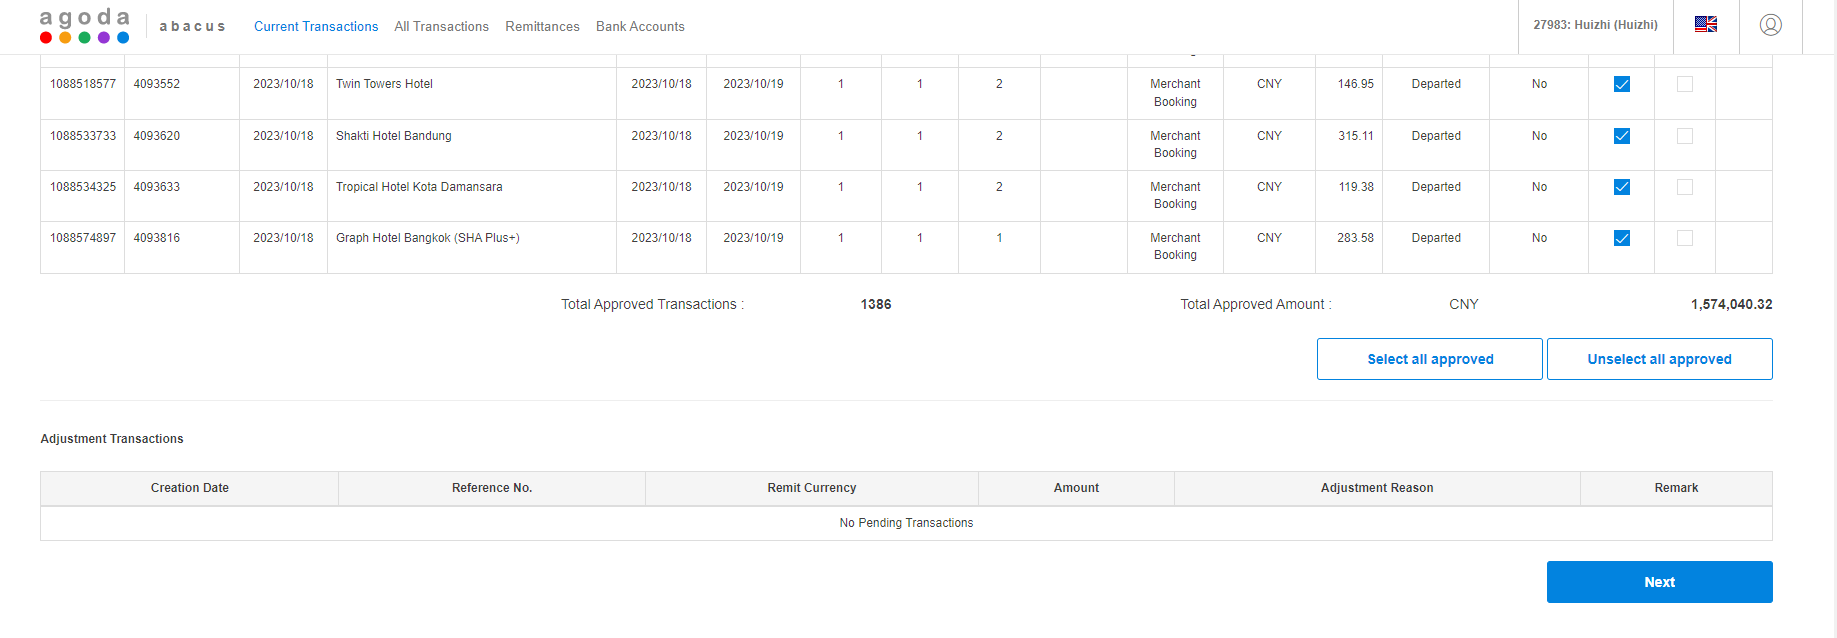 agoda
abacus
Current Transactions
All Transactions
Remittances
Bank Accounts
27983: Huizhi (Huizhi)
1088518577 4093552 2023/10/18 Twin Towers Hotel 2023/10/18 2023/10/19 1 1 2 Merchant Booking CNY 146.95 Departed No
1088533733 4093620 2023/10/18 Shakti Hotel Bandung 2023/10/18 2023/10/19 1 1 2 Merchant Booking CNY 315.11 Departed No
1088534325 4093633 2023/10/18 Tropical Hotel Kota Damansara 2023/10/18 2023/10/19 1 1 2 Merchant Booking CNY 119.38 Departed No
1088574897 4093816 2023/10/18 Graph Hotel Bangkok (SHA Plus+) 2023/10/18 2023/10/19 1 1 1 Merchant Booking CNY 283.58 Departed No
Total Approved Transactions : 1386 Total Approved Amount : CNY 1,574,040.32
Select all approved
Unselect all approved
Adjustment Transactions
Creation Date Reference No. Remit Currency Amount Adjustment Reason Remark
No Pending Transactions
Next